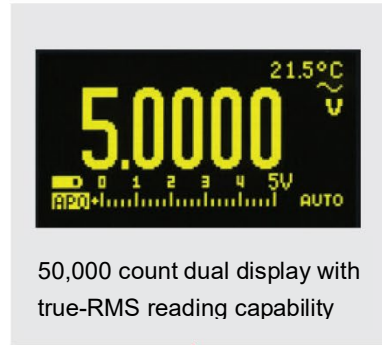 21.5°C
~
5.0000 V
0 1 2 3 4 5V
APO + AUTO
50,000 count dual display with
true-RMS reading capability